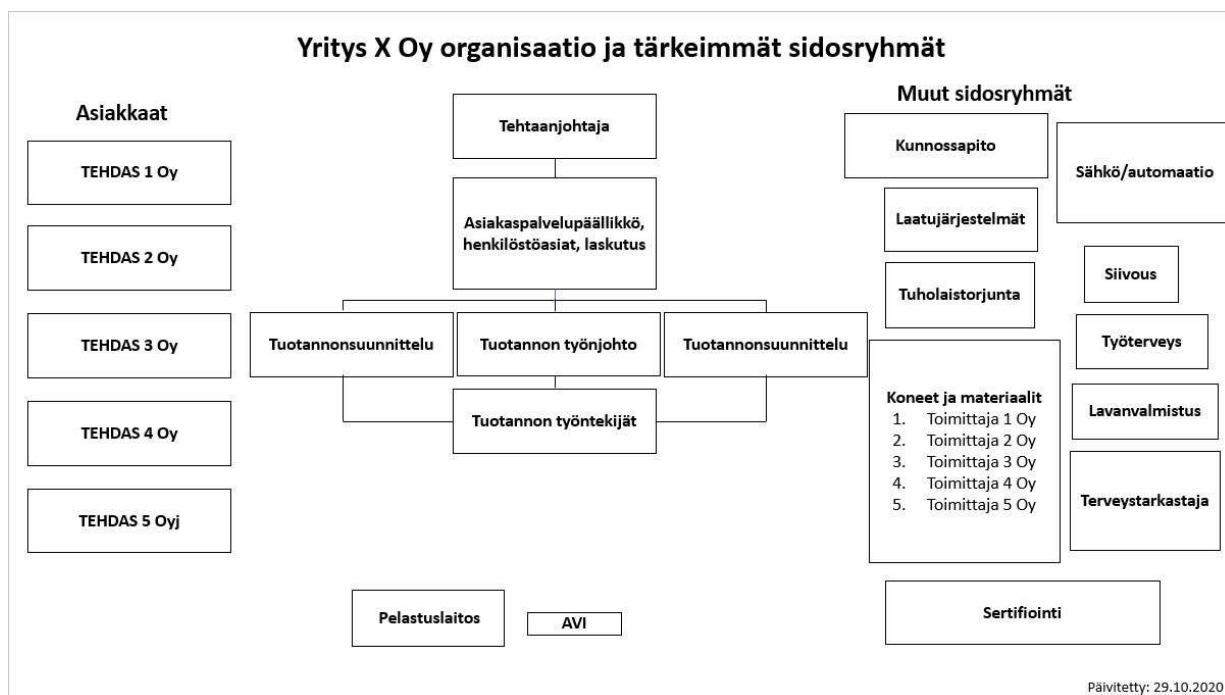 Yritys X Oy organisaatio ja tärkeimmät sidosryhmät
Asiakkaat
TEHDAS 1 Oy
TEHDAS 2 Oy
TEHDAS 3 Oy
TEHDAS 4 Oy
TEHDAS 5 Oyj
Tehtaanjohtaja
Asiakaspalvelupäällikkö,
henkilöstöasiat, laskutus
Tuotannonsuunnittelu
Tuotannon työnjohto
Tuotannonsuunnittelu
Tuotannon työntekijät
Pelastuslaitos
AVI
Muut sidosryhmät
Kunnossapito
Sähkö/automaatio
Laatujärjestelmät
Siivous
Tuholaistorjunta
Työterveys
Koneet ja materiaalit
1. Toimittaja 1 Oy
2. Toimittaja 2 Oy
3. Toimittaja 3 Oy
4. Toimittaja 4 Oy
5. Toimittaja 5 Oy
Lavanvalmistus
Terveystarkastaja
Sertifiointi
Päivitetty: 29.10.2020